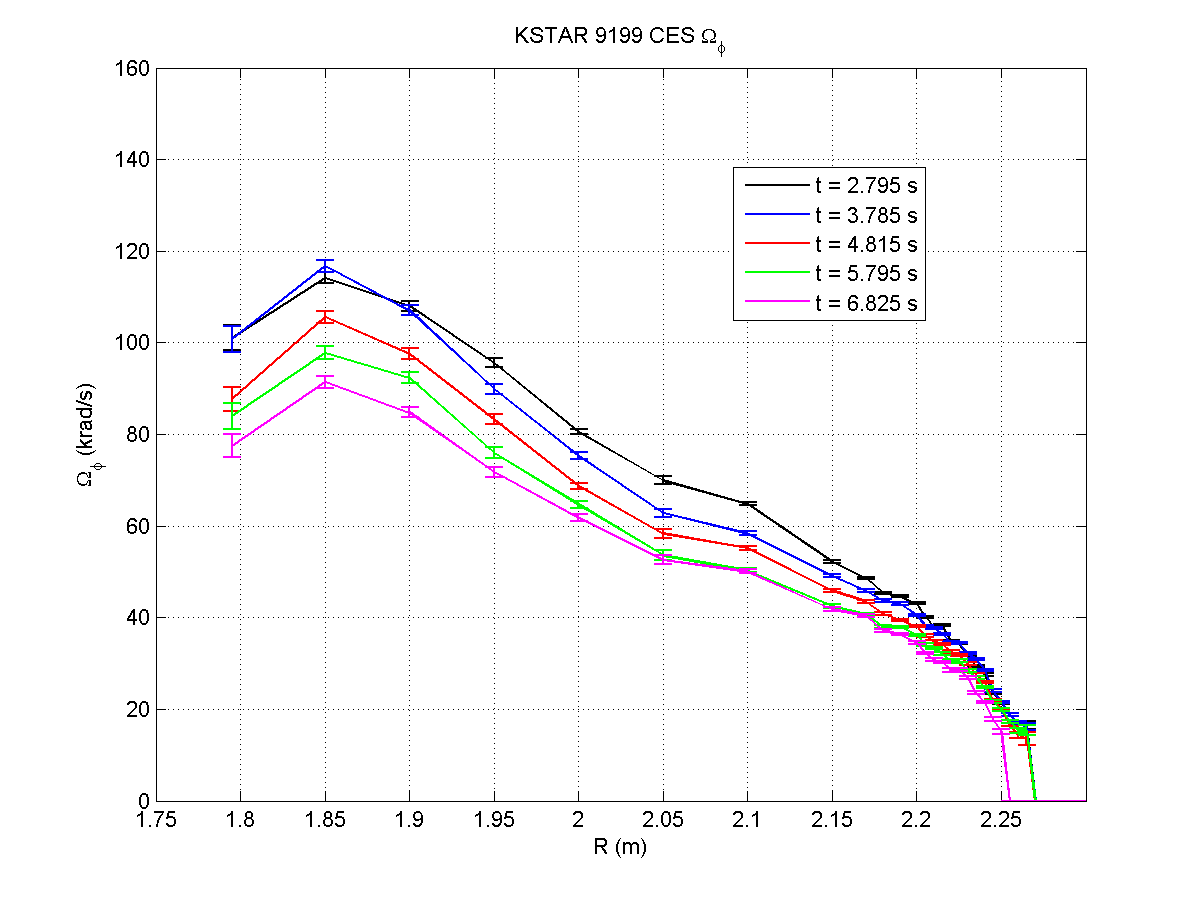 KSTAR 9199 CES Ω_ϕ
160
140
120
100
80
60
40
20
0
Ω_ϕ (krad/s)
t = 2.795 s
t = 3.785 s
t = 4.815 s
t = 5.795 s
t = 6.825 s
1.75 1.8 1.85 1.9 1.95 2 2.05 2.1 2.15 2.2 2.25
R (m)